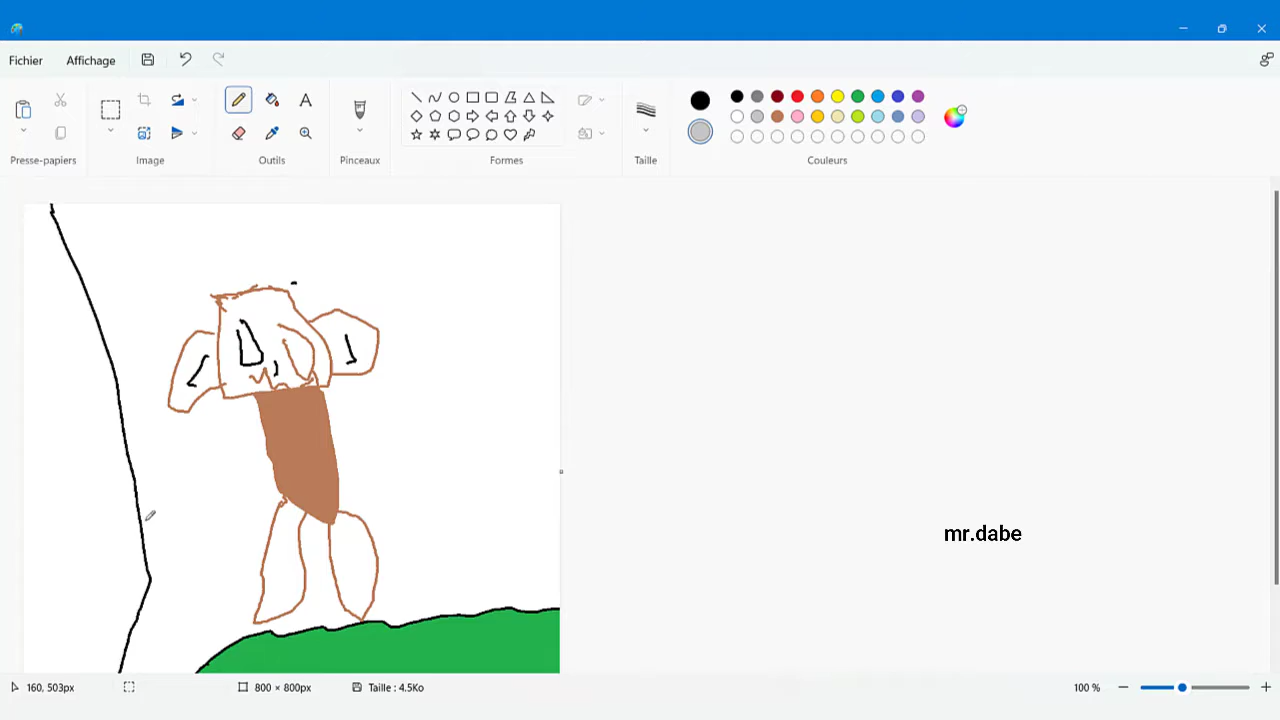 Fichier
Affichage
A
Presse-papiers
Image
Outils
Pinceaux
Formes
Taille
Couleurs
mr.dabe
160, 503px
800 × 800px
Taille : 4.5Ko
100 %